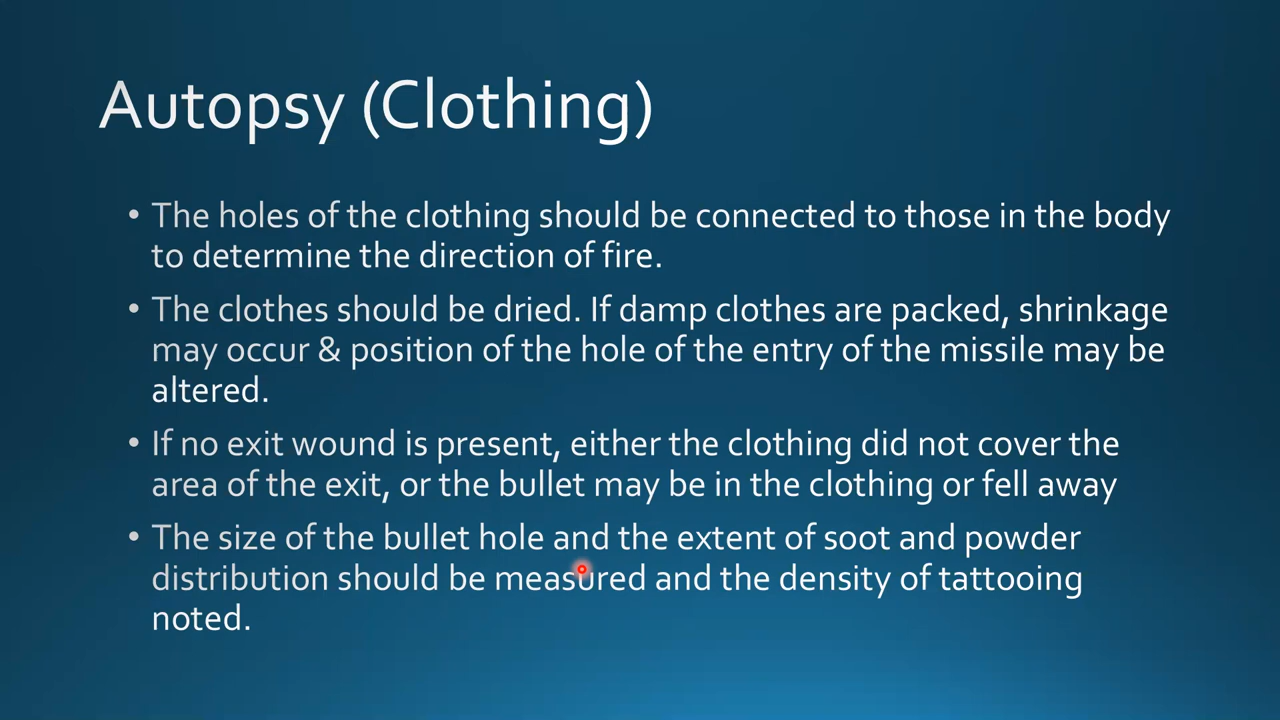 Autopsy (Clothing)
• The holes of the clothing should be connected to those in the body
to determine the direction of fire.
• The clothes should be dried. If damp clothes are packed, shrinkage
may occur & position of the hole of the entry of the missile may be
altered.
• If no exit wound is present, either the clothing did not cover the
area of the exit, or the bullet may be in the clothing or fell away
• The size of the bullet hole and the extent of soot and powder
distribution should be measured and the density of tattooing
noted.